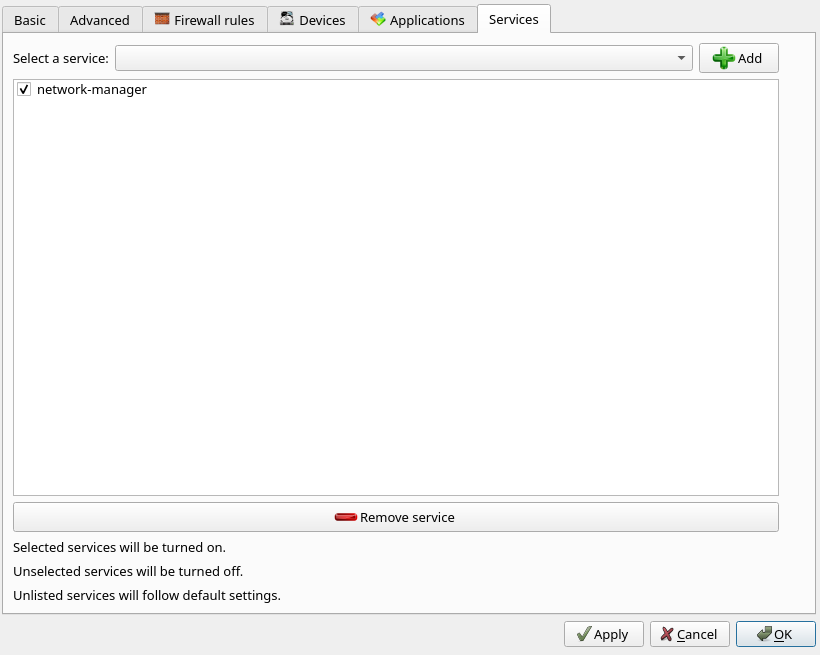 Basic Advanced Firewall rules Devices Applications Services
Select a service: Add
network-manager
Remove service
Selected services will be turned on.
Unselected services will be turned off.
Unlisted services will follow default settings.
Apply Cancel OK